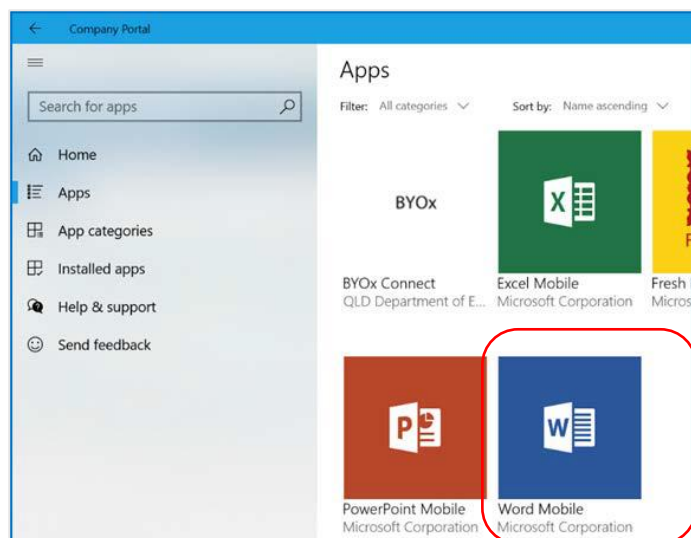 Company Portal
Search for apps
Home
Apps
App categories
Installed apps
Help & support
Send feedback
Apps
Filter: All categories
Sort by: Name ascending
BYOx
BYOx Connect
QLD Department of E...
Excel Mobile
Microsoft Corporation
Fresh
PowerPoint Mobile
Microsoft Corporation
Word Mobile
Microsoft Corporation